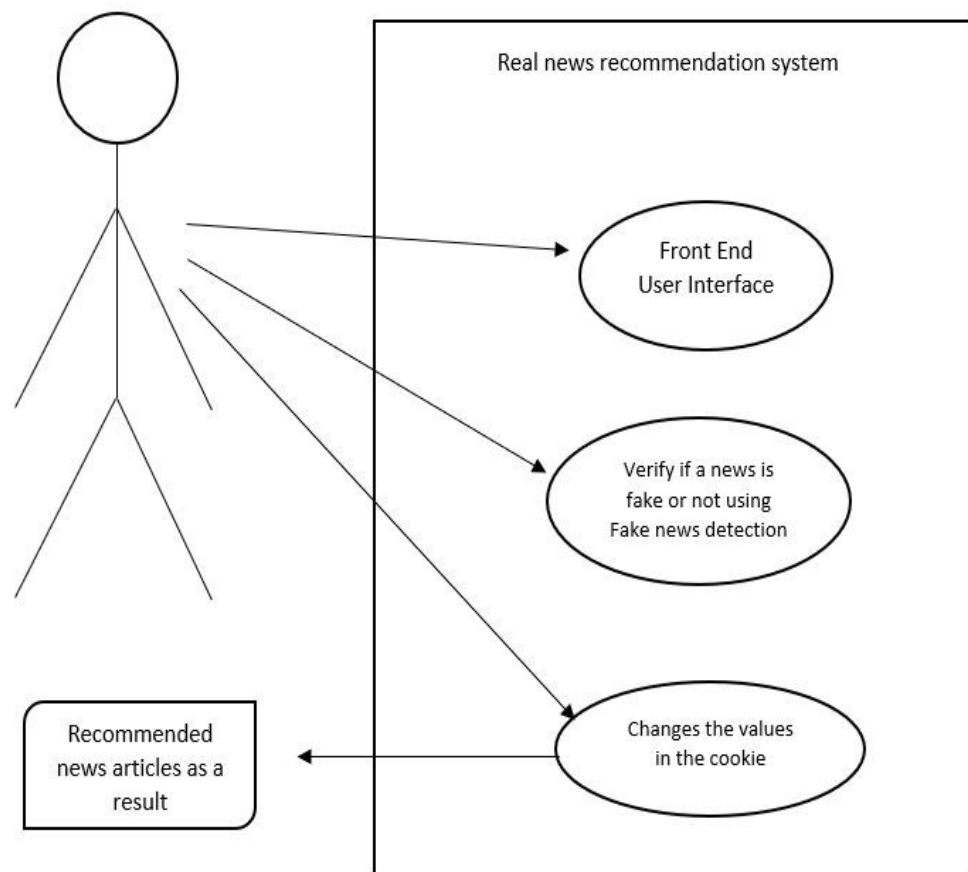 Real news recommendation system
Front End
User Interface
Verify if a news is
fake or not using
Fake news detection
Changes the values
in the cookie
Recommended
news articles as a
result